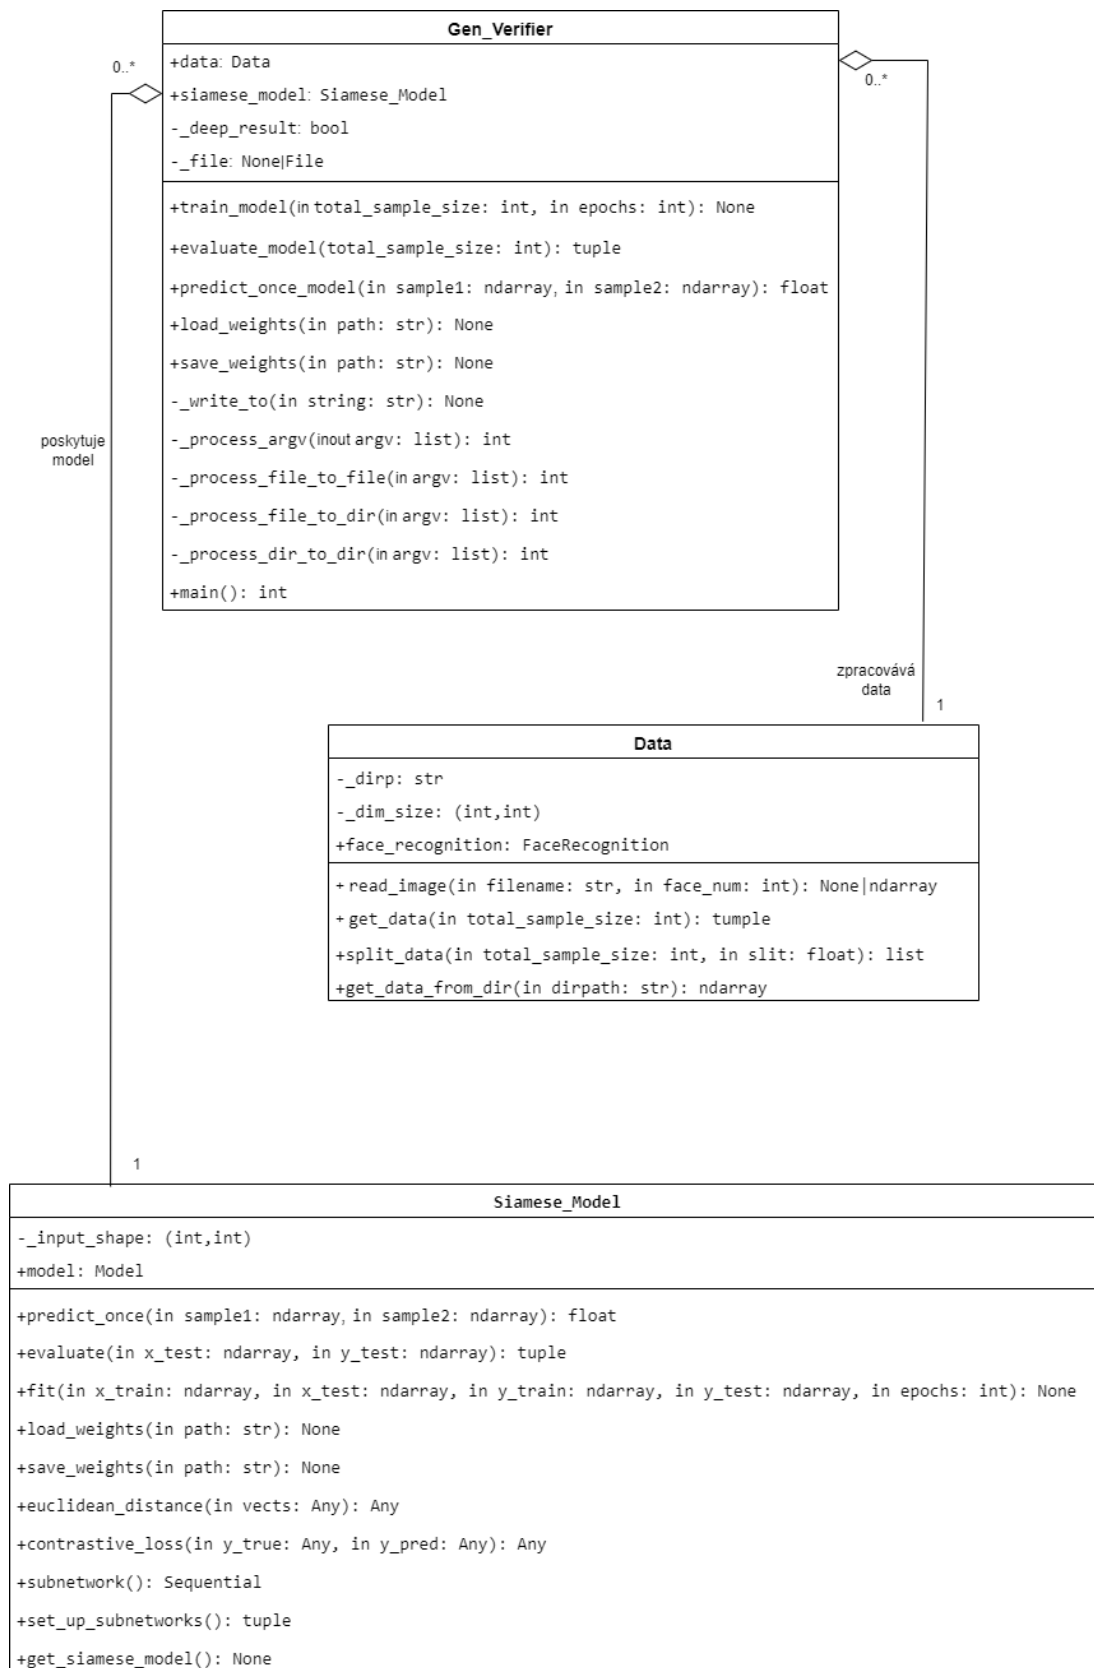 Gen_Verifier
0..*
+data: Data
0..*
+siamese_model: Siamese_Model
-_deep_result: bool
-_file: None|File
+train_model(in total_sample_size: int, in epochs: int): None
+evaluate_model(total_sample_size: int): tuple
+predict_once_model(in sample1: ndarray, in sample2: ndarray): float
+load_weights(in path: str): None
+save_weights(in path: str): None
-_write_to(in string: str): None
-_process_argv(inout argv: list): int
-_process_file_to_file(in argv: list): int
-_process_file_to_dir(in argv: list): int
-_process_dir_to_dir(in argv: list): int
+main(): int
poskytuje
model
zpracovává
data
1
Data
-_dirp: str
-_dim_size: (int,int)
+face_recognition: FaceRecognition
+read_image(in filename: str, in face_num: int): None|ndarray
+get_data(in total_sample_size: int): tumple
+split_data(in total_sample_size: int, in slit: float): list
+get_data_from_dir(in dirpath: str): ndarray
1
Siamese_Model
-_input_shape: (int,int)
+model: Model
+predict_once(in sample1: ndarray, in sample2: ndarray): float
+evaluate(in x_test: ndarray, in y_test: ndarray): tuple
+fit(in x_train: ndarray, in x_test: ndarray, in y_train: ndarray, in y_test: ndarray, in epochs: int): None
+load_weights(in path: str): None
+save_weights(in path: str): None
+euclidean_distance(in vects: Any): Any
+contrastive_loss(in y_true: Any, in y_pred: Any): Any
+subnetwork(): Sequential
+set_up_subnetworks(): tuple
+get_siamese_model(): None